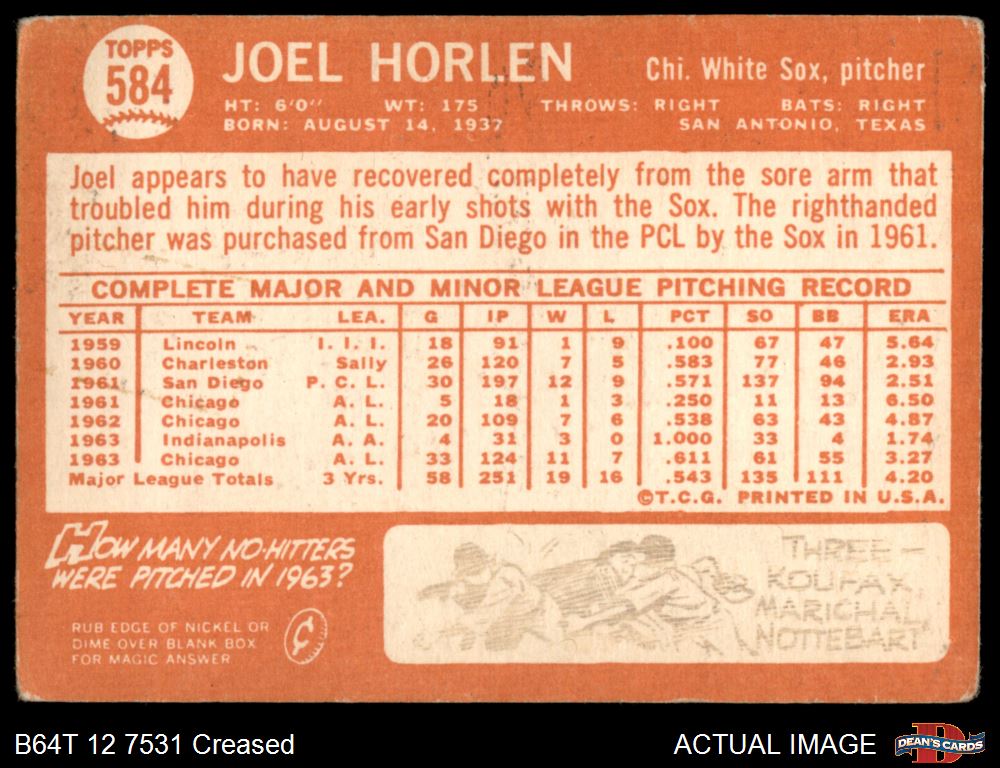 TOPPS
584
JOEL HORLEN
Chi. White Sox, pitcher
HT: 6'0" WT: 175 THROWS: RIGHT BATS: RIGHT
BORN: AUGUST 14, 1937 SAN ANTONIO, TEXAS
Joel appears to have recovered completely from the sore arm that
troubled him during his early shots with the Sox. The righthanded
pitcher was purchased from San Diego in the PCL by the Sox in 1961.
COMPLETE MAJOR AND MINOR LEAGUE PITCHING RECORD
YEAR TEAM LEA. G IP W L PCT SO BB ERA
1959 Lincoln I. I. I. 18 91 1 9 .100 67 47 5.64
1960 Charleston Sally 26 120 7 5 .583 77 46 2.93
1961 San Diego P. C. L. 30 197 12 9 .571 137 94 2.51
1961 Chicago A. L. 5 18 1 3 .250 11 13 6.50
1962 Chicago A. L. 20 109 7 6 .538 63 43 4.87
1963 Indianapolis A. A. 4 31 3 0 1.000 33 4 1.74
1963 Chicago A. L. 33 124 11 7 .611 61 55 3.27
Major League Totals 3 Yrs. 58 251 19 16 .543 135 111 4.20
©T.C.G. PRINTED IN U.S.A.
HOW MANY NO-HITTERS
WERE PITCHED IN 1963?
RUB EDGE OF NICKEL OR
DIME OVER BLANK BOX
FOR MAGIC ANSWER
¢
THREE—
KOUFAX
MARICHAL
NOTTEBART
B64T 12 7531 Creased
ACTUAL IMAGE
D
DEAN'S CARDS